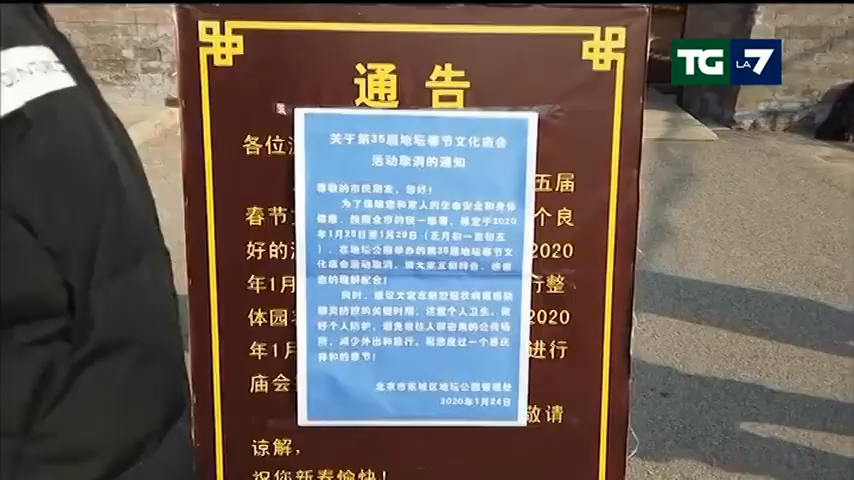 TG LA 7
通告
关于第35届地坛春节文化庙会
活动取消的通知
尊敬的市民朋友，您好！
为了保障您和家人的生命安全和身体
健康，按照全市的统一部署，原定于2020
年1月25日至1月29日（正月初一至初五
），在地坛公园举办的第35届地坛春节文
化庙会活动取消，请大家互相转告，感谢
您的理解配合！
同时，建议大家在新型冠状病毒感染
肺炎防控的关键时期，注意个人卫生，做
好个人防护，避免前往人群密集的公共场
所，减少外出和旅行，祝您度过一个喜庆
祥和的春节！
北京市东城区地坛公园管理处
2020年1月24日
各位
五届
春节
个良
好的
2020
年1
行整
体园
2020
年1月
进行
庙会
敬请
谅解，
祝您新春愉快！
la7